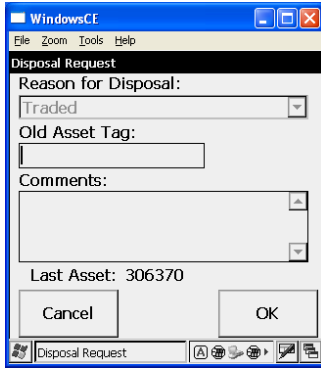 WindowsCE
File Zoom Tools Help
Disposal Request
Reason for Disposal:
Traded
Old Asset Tag:
Comments:
Last Asset: 306370
Cancel OK
Disposal Request A